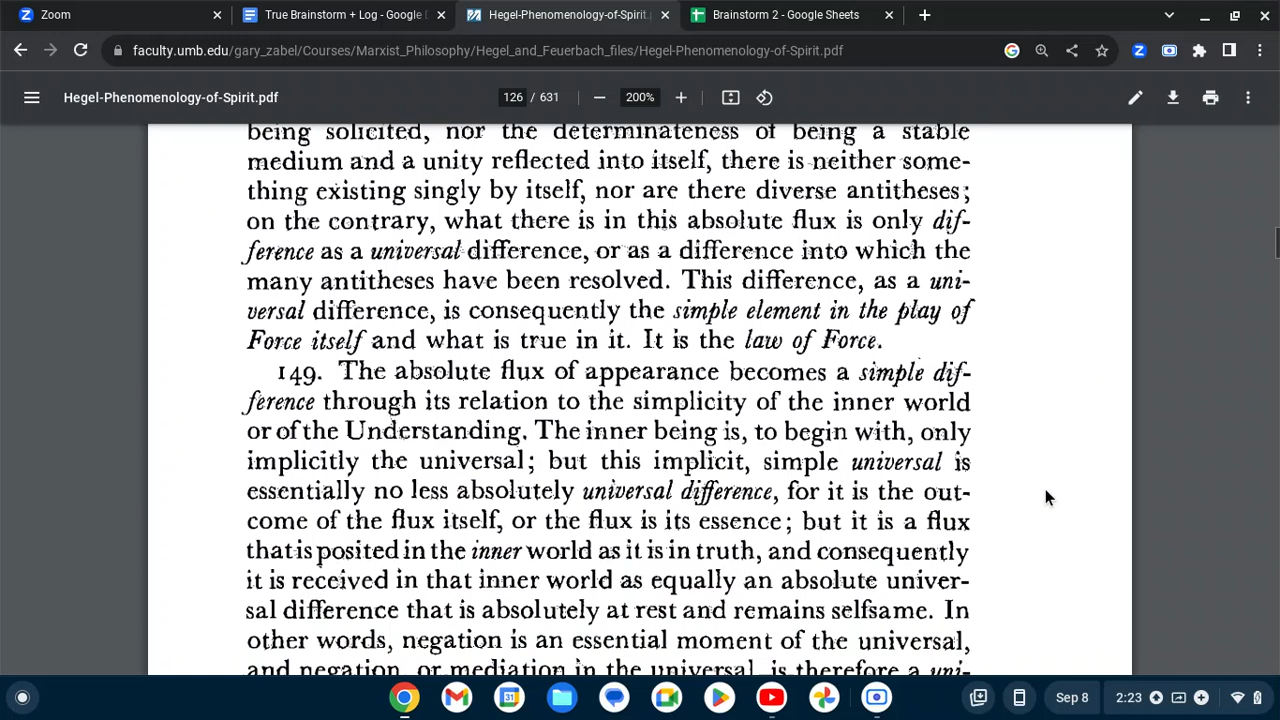 Zoom
True Brainstorm + Log - Google D
Hegel-Phenomenology-of-Spirit.p
Brainstorm 2 - Google Sheets
faculty.umb.edu/gary_zabel/Courses/Marxist_Philosophy/Hegel_and_Feuerbach_files/Hegel-Phenomenology-of-Spirit.pdf
Hegel-Phenomenology-of-Spirit.pdf
126 / 631
200%
being solicited, nor the determinateness of being a stable
medium and a unity reflected into itself, there is neither some-
thing existing singly by itself, nor are there diverse antitheses;
on the contrary, what there is in this absolute flux is only dif-
ference as a universal difference, or as a difference into which the
many antitheses have been resolved. This difference, as a uni-
versal difference, is consequently the simple element in the play of
Force itself and what is true in it. It is the law of Force.
149. The absolute flux of appearance becomes a simple dif-
ference through its relation to the simplicity of the inner world
or of the Understanding. The inner being is, to begin with, only
implicitly the universal; but this implicit, simple universal is
essentially no less absolutely universal difference, for it is the out-
come of the flux itself, or the flux is its essence; but it is a flux
that is posited in the inner world as it is in truth, and consequently
it is received in that inner world as equally an absolute univer-
sal difference that is absolutely at rest and remains selfsame. In
other words, negation is an essential moment of the universal,
and negation, or mediation in the universal, is therefore a uni-
31
Sep 8
2:23